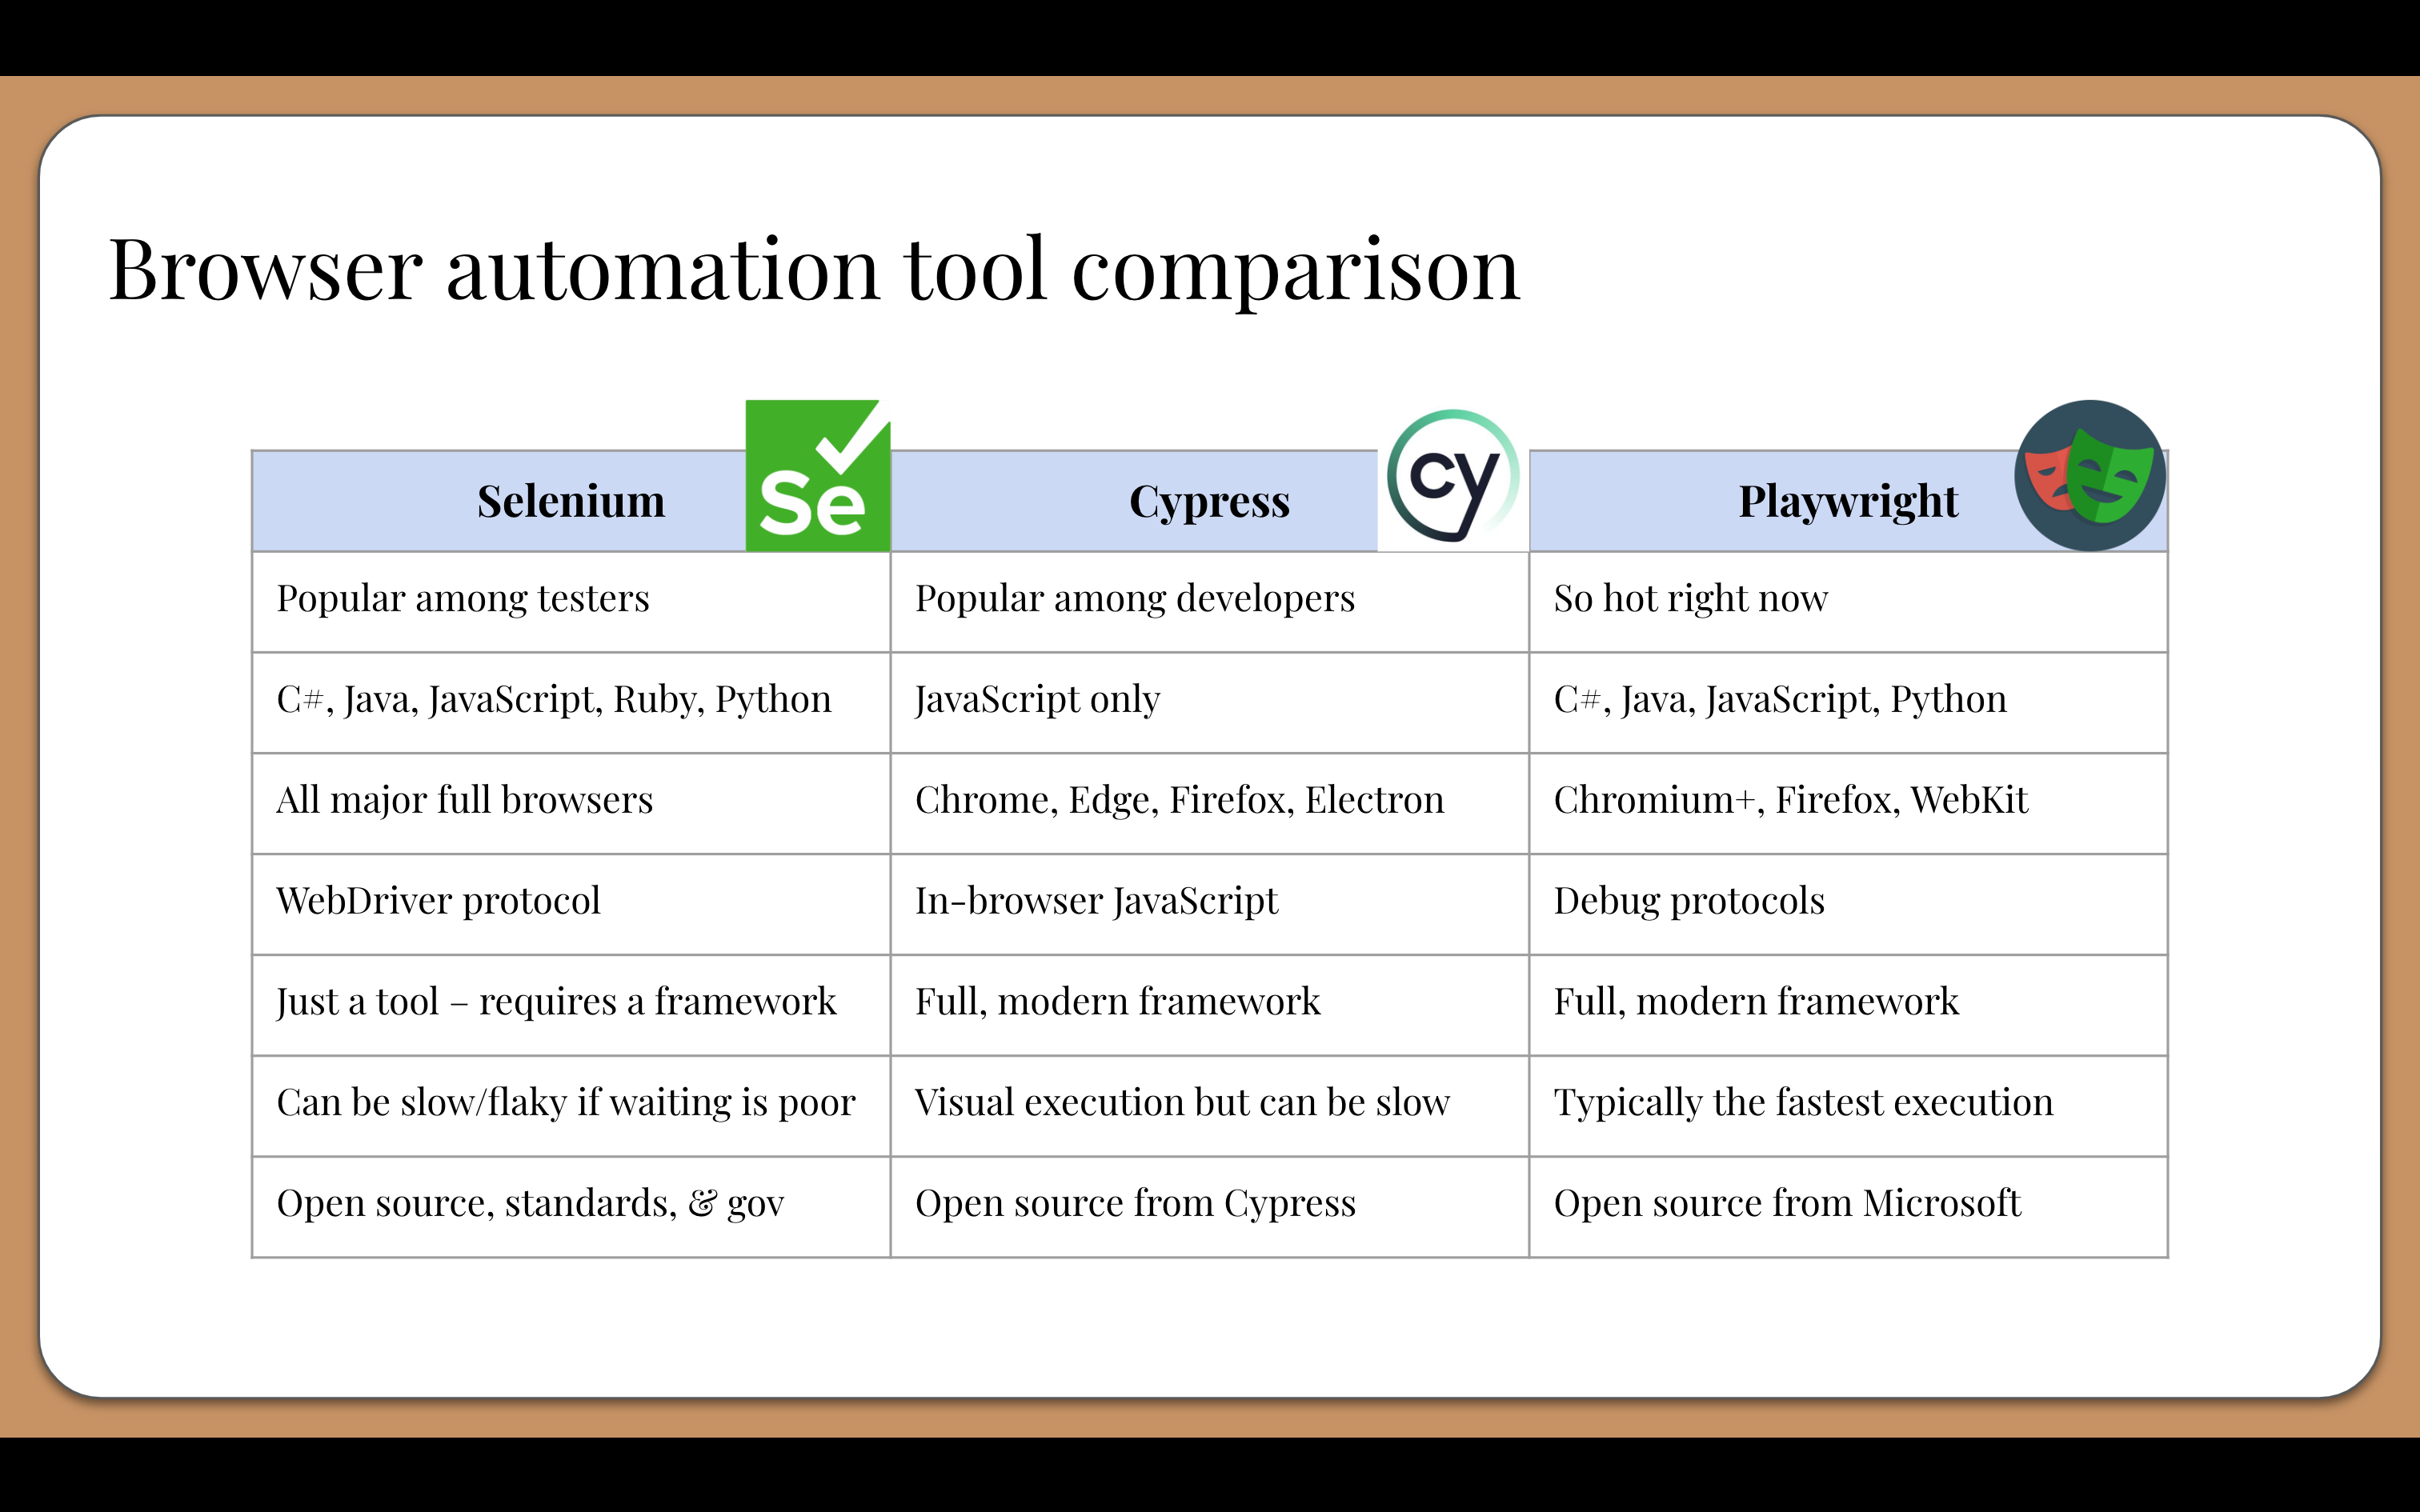 Browser automation tool comparison
Se
cy
Selenium
Cypress
Playwright
Popular among testers
Popular among developers
So hot right now
C#, Java, JavaScript, Ruby, Python
JavaScript only
C#, Java, JavaScript, Python
All major full browsers
Chrome, Edge, Firefox, Electron
Chromium+, Firefox, WebKit
WebDriver protocol
In-browser JavaScript
Debug protocols
Just a tool – requires a framework
Full, modern framework
Full, modern framework
Can be slow/flaky if waiting is poor
Visual execution but can be slow
Typically the fastest execution
Open source, standards, & gov
Open source from Cypress
Open source from Microsoft